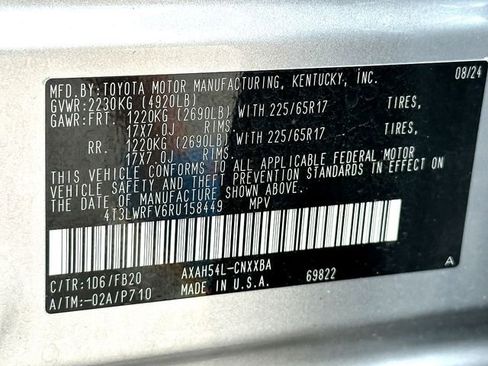 MFD.BY:TOYOTA MOTOR MANUFACTURING, KENTUCKY, INC. 08/24
GVWR:2230KG (4920LB)
GAWR:FRT. 1220KG (2690LB) WITH 225/65R17 TIRES,
17X7.0J RIMS.
RR. 1220KG (2690LB) WITH 225/65R17 TIRES,
17X7.0J RIMS.
THIS VEHICLE CONFORMS TO ALL APPLICABLE FEDERAL MOTOR
VEHICLE SAFETY AND THEFT PREVENTION STANDARDS IN EFFECT ON
THE DATE OF MANUFACTURE SHOWN ABOVE.
4T3LWRFV6RU158449 MPV
C/TR:1D6/FB20 AXAH54L-CNXXBA
A/TM:-02A/P710 MADE IN U.S.A. 69822 A